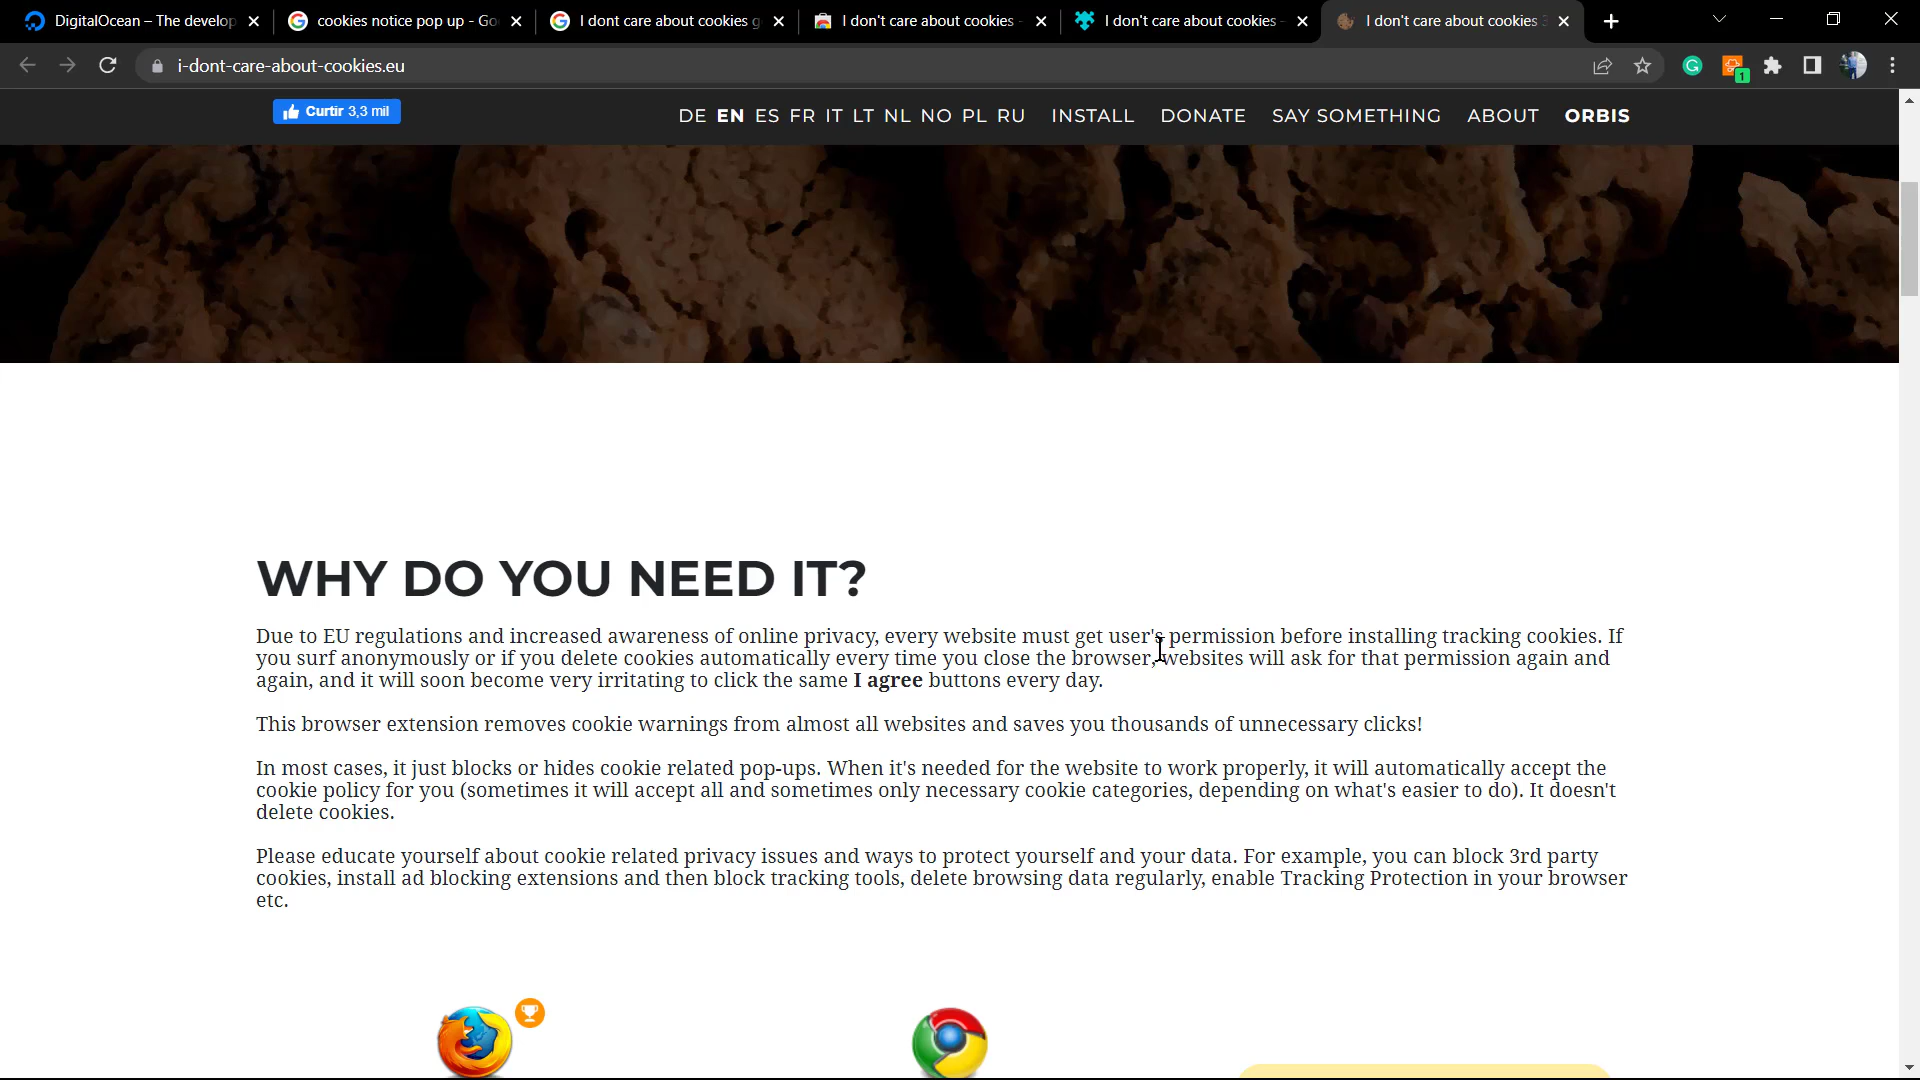 DigitalOcean – The develop
cookies notice pop up - Go
I dont care about cookies g
I don't care about cookies -
I don't care about cookies -
I don't care about cookies 3
i-dont-care-about-cookies.eu
1
Curtir 3,3 mil
DE EN ES FR IT LT NL NO PL RU INSTALL DONATE SAY SOMETHING ABOUT ORBIS
WHY DO YOU NEED IT?
Due to EU regulations and increased awareness of online privacy, every website must get user's permission before installing tracking cookies. If
you surf anonymously or if you delete cookies automatically every time you close the browser, websites will ask for that permission again and
again, and it will soon become very irritating to click the same I agree buttons every day.
This browser extension removes cookie warnings from almost all websites and saves you thousands of unnecessary clicks!
In most cases, it just blocks or hides cookie related pop-ups. When it's needed for the website to work properly, it will automatically accept the
cookie policy for you (sometimes it will accept all and sometimes only necessary cookie categories, depending on what's easier to do). It doesn't
delete cookies.
Please educate yourself about cookie related privacy issues and ways to protect yourself and your data. For example, you can block 3rd party
cookies, install ad blocking extensions and then block tracking tools, delete browsing data regularly, enable Tracking Protection in your browser
etc.